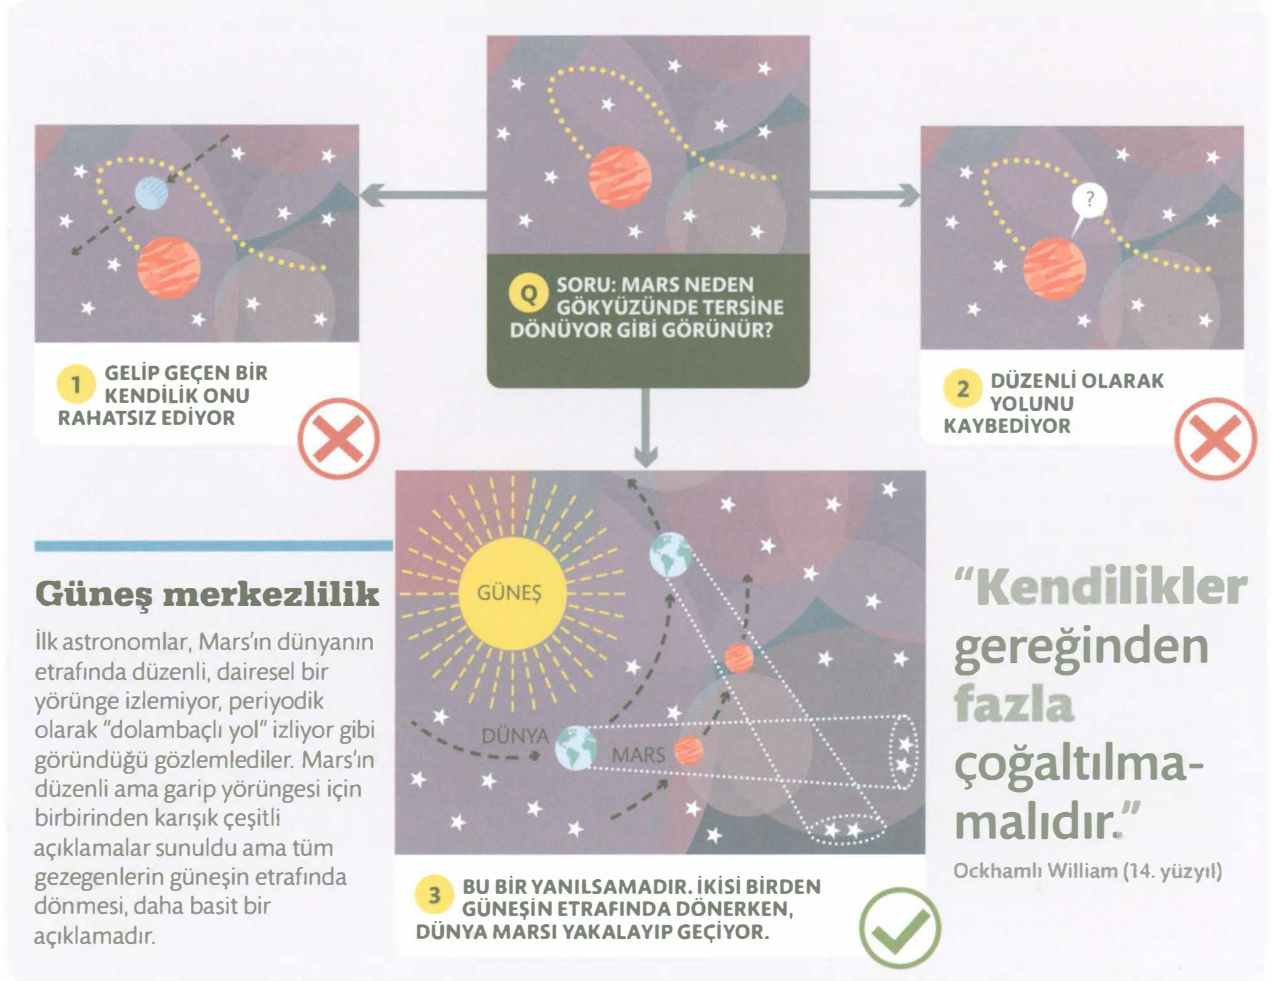 Q SORU: MARS NEDEN
GÖKYÜZÜNDE TERSİNE
DÖNÜYOR GİBİ GÖRÜNÜR?
1 GELİP GEÇEN BİR
KENDİLİK ONU
RAHATSIZ EDİYOR
?
2 DÜZENLİ OLARAK
YOLUNU
KAYBEDİYOR
Güneş merkezlilik
İlk astronomlar, Mars'ın dünyanın
etrafında düzenli, dairesel bir
yörünge izlemiyor, periyodik
olarak "dolambaçlı yol" izliyor gibi
göründüğü gözlemlediler. Mars'ın
düzenli ama garip yörüngesi için
birbirinden karışık çeşitli
açıklamalar sunuldu ama tüm
gezegenlerin güneşin etrafında
dönmesi, daha basit bir
açıklamadır.
GÜNEŞ
DÜNYA
MARS
3 BU BİR YANILSAMADIR. İKİSİ BİRDEN
GÜNEŞİN ETRAFINDA DÖNERKEN,
DÜNYA MARSI YAKALAYIP GEÇİYOR.
"Kendilikler
gereğinden
fazla
çoğaltılma-
malıdır."
Ockhamlı William (14. yüzyıl)